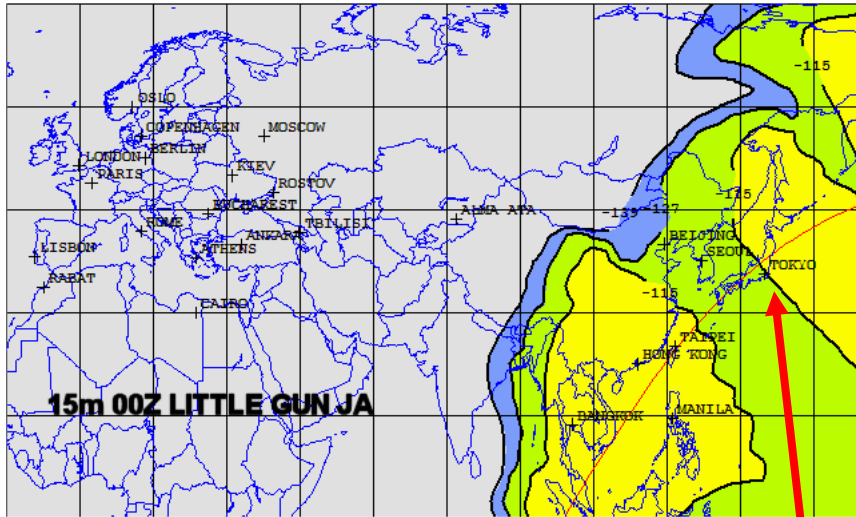 -115
OSLO
COPENHAGEN MOSCOW
BERLIN
LONDON
PARIS KIEV
ROSTOV
-115
ALMA ATA -139 -127
BUCHAREST
ROME TBILISI
ANKARA BEIJING
LISBON ATHENS SEOUL TOKYO
RABAT -115
CAIRO
TAIPEI
HONG KONG
15m 00Z LITTLE GUN JA
BANGKOK MANILA